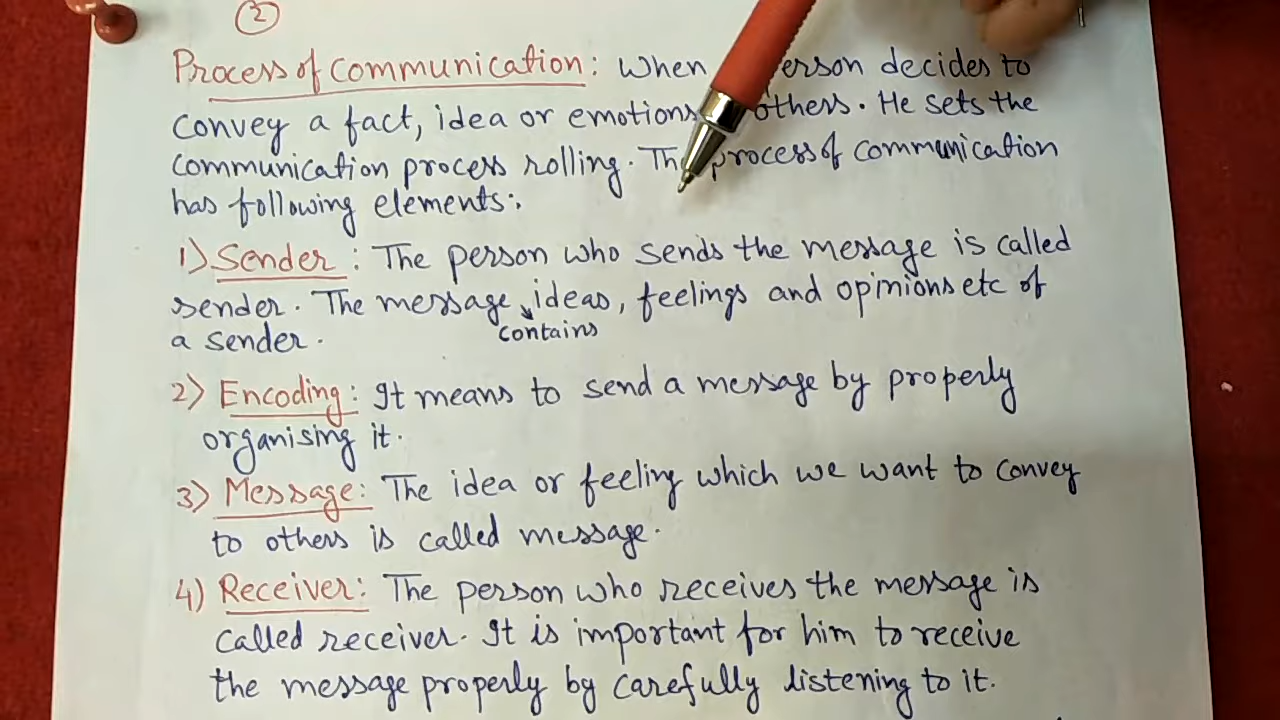 2
Process of communication: When erson decides to
convey a fact, idea or emotions others. He sets the
communication process rolling. The process of communication
has following elements:.
1) Sender: The person who sends the message is called
sender. The message ideas, feelings and opinions etc of
contains
a sender.
2) Encoding: It means to send a message by properly
organising it.
3) Message: The idea or feeling which we want to convey
to others is called message.
4) Receiver: The person who receives the message is
called receiver. It is important for him to receive
the message properly by carefully listening to it.